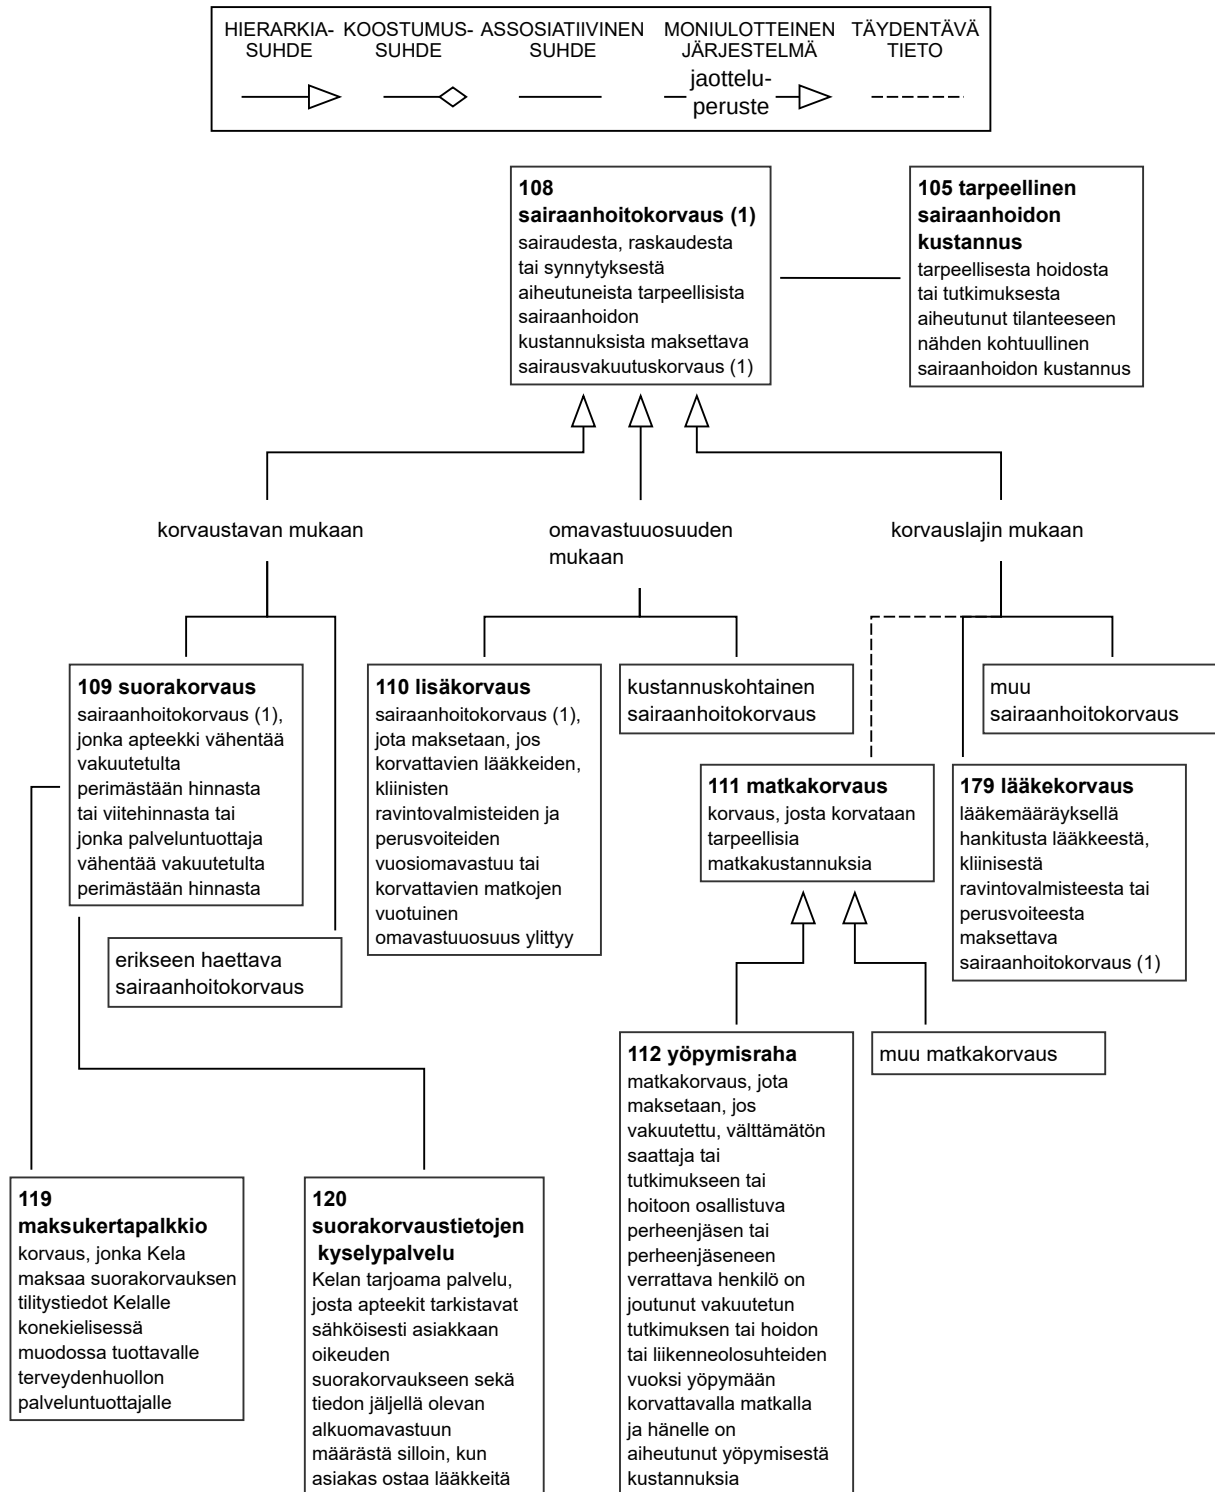 HIERARKIA-
SUHDE
KOOSTUMUS-
SUHDE
ASSOSIATIIVINEN
SUHDE
MONIULOTTEINEN
JÄRJESTELMÄ
jaottelu-
peruste
TÄYDENTÄVÄ
TIETO
108
sairaanhoitokorvaus (1)
sairaudesta, raskaudesta
tai synnytyksestä
aiheutuneista tarpeellisista
sairaanhoidon
kustannuksista maksettava
sairausvakuutuskorvaus (1)
105 tarpeellinen
sairaanhoidon
kustannus
tarpeellisesta hoidosta
tai tutkimuksesta
aiheutunut tilanteeseen
nähden kohtuullinen
sairaanhoidon kustannus
korvaustavan mukaan
omavastuuosuuden
mukaan
korvauslajin mukaan
109 suorakorvaus
sairaanhoitokorvaus (1),
jonka apteekki vähentää
vakuutetulta
perimästään hinnasta
tai viitehinnasta tai
jonka palveluntuottaja
vähentää vakuutetulta
perimästään hinnasta
erikseen haettava
sairaanhoitokorvaus
110 lisäkorvaus
sairaanhoitokorvaus (1),
jota maksetaan, jos
korvattavien lääkkeiden,
kliinisten
ravintovalmisteiden ja
perusvoiteiden
vuosiomavastuu tai
korvattavien matkojen
vuotuinen
omavastuuosuus ylittyy
kustannuskohtainen
sairaanhoitokorvaus
muu
sairaanhoitokorvaus
111 matkakorvaus
korvaus, josta korvataan
tarpeellisia
matkakustannuksia
179 lääkekorvaus
lääkemääräyksellä
hankitusta lääkkeestä,
kliinisestä
ravintovalmisteesta tai
perusvoiteesta
maksettava
sairaanhoitokorvaus (1)
112 yöpymisraha
matkakorvaus, jota
maksetaan, jos
vakuutettu, välttämätön
saattaja tai
tutkimukseen tai
hoitoon osallistuva
perheenjäsen tai
perheenjäseneen
verrattava henkilö on
joutunut vakuutetun
tutkimuksen tai hoidon
tai liikenneolosuhteiden
vuoksi yöpymään
korvattavalla matkalla
ja hänelle on
aiheutunut yöpymisestä
kustannuksia
muu matkakorvaus
119
maksukertapalkkio
korvaus, jonka Kela
maksaa suorakorvauksen
tilitystiedot Kelalle
konekielisessä
muodossa tuottavalle
terveydenhuollon
palveluntuottajalle
120
suorakorvaustietojen
kyselypalvelu
Kelan tarjoama palvelu,
josta apteekit tarkistavat
sähköisesti asiakkaan
oikeuden
suorakorvaukseen sekä
tiedon jäljellä olevan
alkuomavastuun
määrästä silloin, kun
asiakas ostaa lääkkeitä